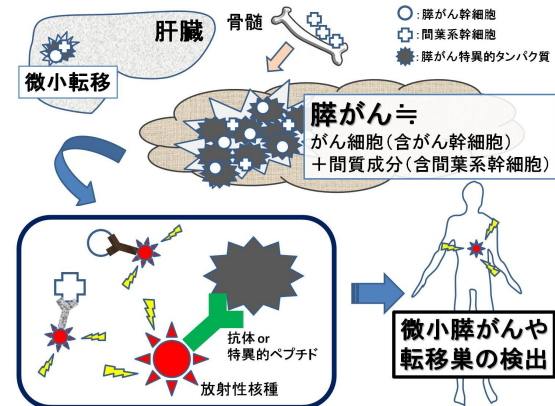 肝臓
微小転移
骨髄
:膵がん幹細胞
:間葉系幹細胞
:膵がん特異的タンパク質
膵がん≒
がん細胞(含がん幹細胞)
＋間質成分(含間葉系幹細胞)
抗体or
特異的ペプチド
放射性核種
微小膵がんや
転移巣の検出